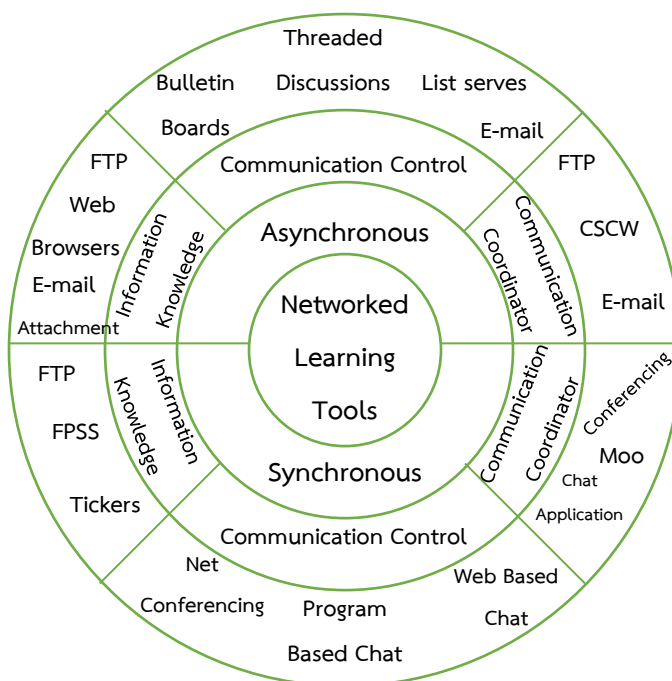 Threaded
Bulletin Discussions List serves
Boards E-mail
Communication Control
FTP
Web
Browsers
E-mail
Attachment
Information
Knowledge
Asynchronous
Communication
Coordinator
FTP
CSCW
E-mail
Networked
Learning
Tools
FTP
FPSS
Tickers
Information
Knowledge
Synchronous
Communication
Coordinator
Conferencing
Moo
Chat
Application
Communication Control
Net
Conferencing
Program
Based Chat
Web Based
Chat